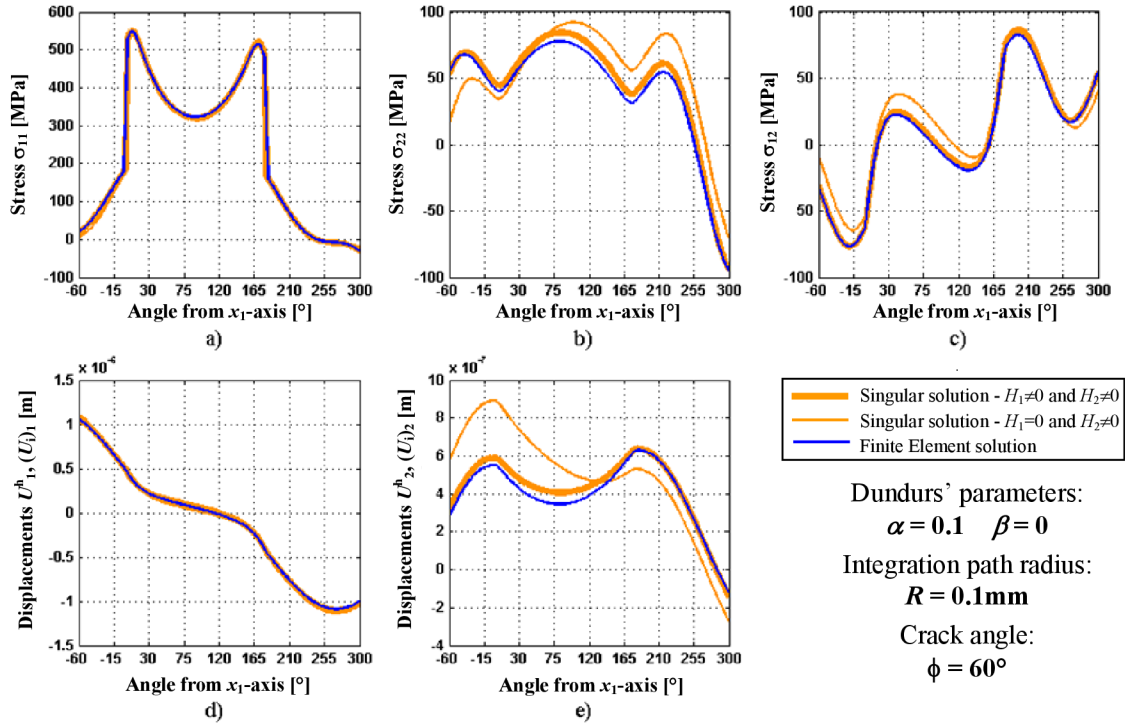 600
500
400
300
200
100
0
-100
Stress σ11 [MPa]
-60 -15 30 75 120 165 210 255 300
Angle from x1-axis [°]
a)
100
50
0
-50
-100
Stress σ22 [MPa]
-60 -15 30 75 120 165 210 255 300
Angle from x1-axis [°]
b)
100
50
0
-50
-100
Stress σ12 [MPa]
-60 -15 30 75 120 165 210 255 300
Angle from x1-axis [°]
c)
1.5
1
0.5
0
-0.5
-1
-1.5
Displacements Uh1, (Ui)1 [m]
-60 -15 30 75 120 165 210 255 300
Angle from x1-axis [°]
d)
10
8
6
4
2
0
-2
-4
Displacements Uh2, (Ui)2 [m]
-60 -15 30 75 120 165 210 255 300
Angle from x1-axis [°]
e)
Singular solution - H1≠0 and H2≠0
Singular solution - H1=0 and H2≠0
Finite Element solution
Dundurs' parameters:
α = 0.1 β = 0
Integration path radius:
R = 0.1mm
Crack angle:
ϕ = 60°